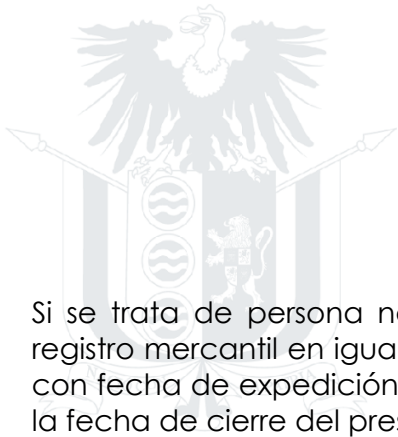 Si se trata de persona n
registro mercantil en igua
con fecha de expedición
la fecha de cierre del pres